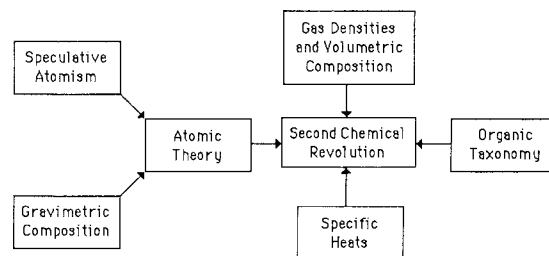 Speculative
Atomism
Gas Densities
and Volumetric
Composition
Atomic
Theory
Second Chemical
Revolution
Organic
Taxonomy
Gravimetric
Composition
Specific
Heats